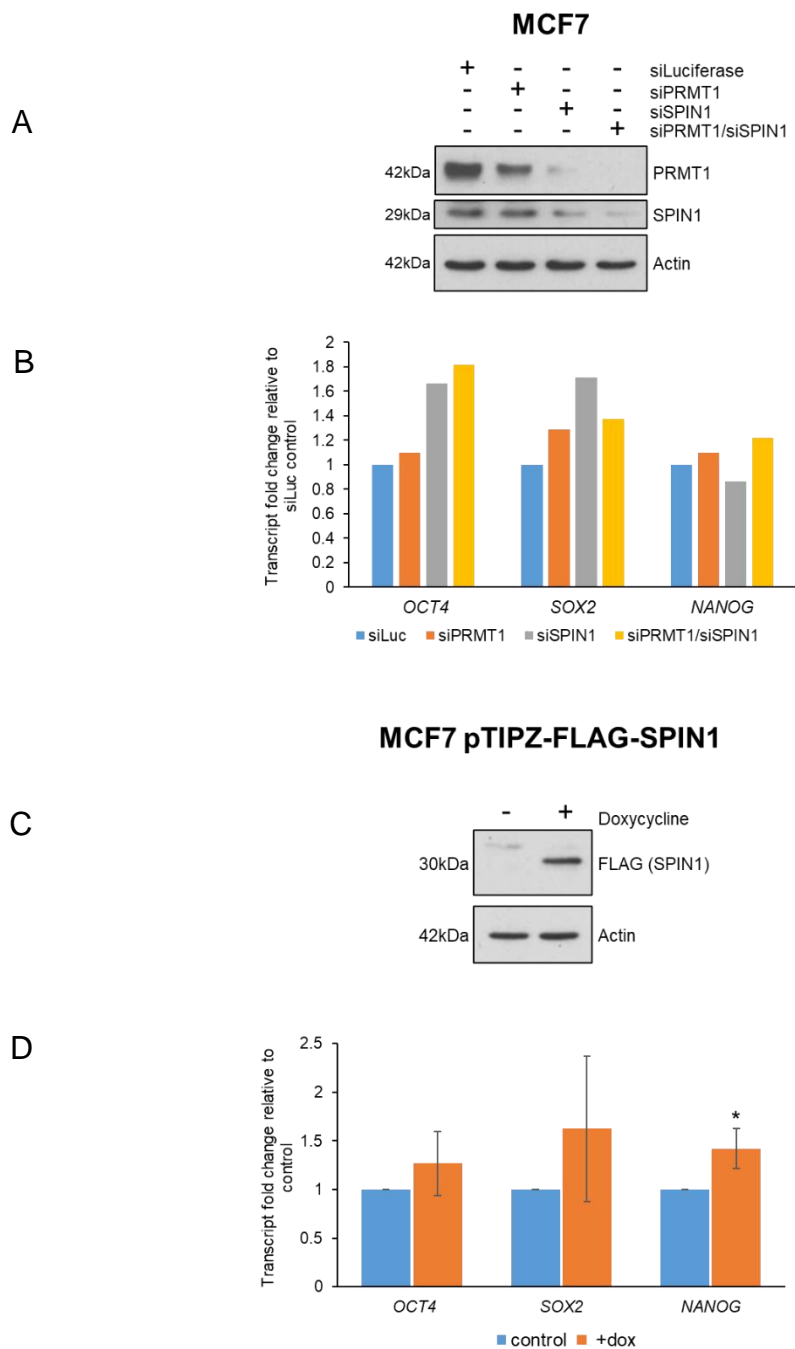 MCF7
A
+ - - - siLuciferase
- + - - siPRMT1
- - + - siSPIN1
- - - + siPRMT1/siSPIN1
42kDa PRMT1
29kDa SPIN1
42kDa Actin
B
Transcript fold change relative to
siLuc control
2
1.8
1.6
1.4
1.2
1
0.8
0.6
0.4
0.2
0
OCT4 SOX2 NANOG
siLuc siPRMT1 siSPIN1 siPRMT1/siSPIN1
MCF7 pTIPZ-FLAG-SPIN1
C
- + Doxycycline
30kDa FLAG (SPIN1)
42kDa Actin
D
Transcript fold change relative to
control
2.5
2
1.5
1
0.5
0
*
OCT4 SOX2 NANOG
control +dox